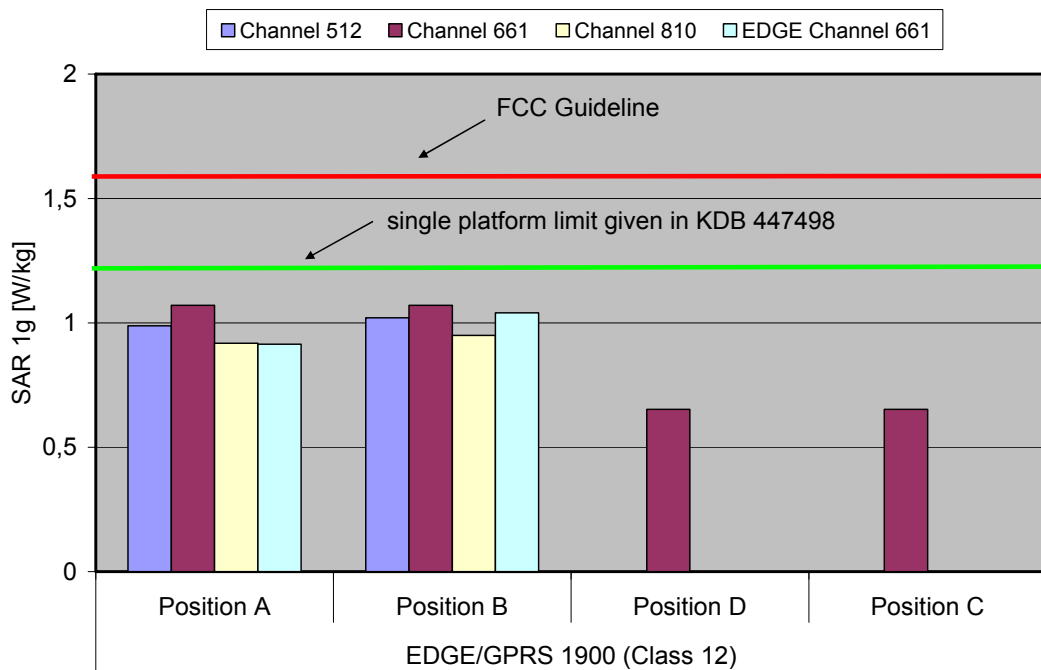 Channel 512 Channel 661 Channel 810 EDGE Channel 661
2
FCC Guideline
1,5
single platform limit given in KDB 447498
1
0,5
0
SAR 1g [W/kg]
Position A Position B Position D Position C
EDGE/GPRS 1900 (Class 12)